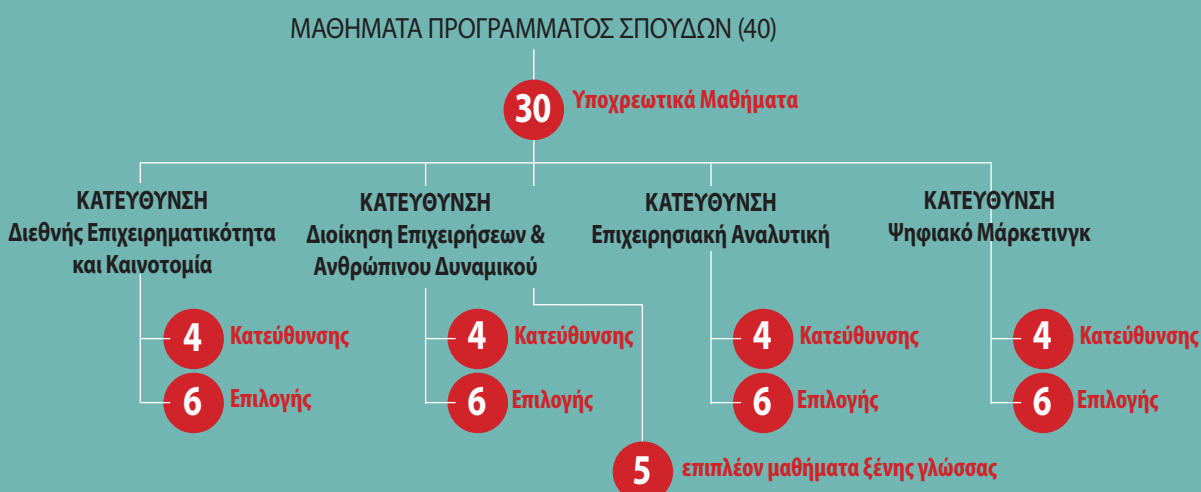 ΜΑΘΗΜΑΤΑ ΠΡΟΓΡΑΜΜΑΤΟΣ ΣΠΟΥΔΩΝ (40)
30 Υποχρεωτικά Μαθήματα
ΚΑΤΕΥΘΥΝΣΗ
Διεθνής Επιχειρηματικότητα
και Καινοτομία
4 Κατεύθυνσης
6 Επιλογής
ΚΑΤΕΥΘΥΝΣΗ
Διοίκηση Επιχειρήσεων &
Ανθρώπινου Δυναμικού
4 Κατεύθυνσης
6 Επιλογής
ΚΑΤΕΥΘΥΝΣΗ
Επιχειρησιακή Αναλυτική
4 Κατεύθυνσης
6 Επιλογής
ΚΑΤΕΥΘΥΝΣΗ
Ψηφιακό Μάρκετινγκ
4 Κατεύθυνσης
6 Επιλογής
5 επιπλέον μαθήματα ξένης γλώσσας